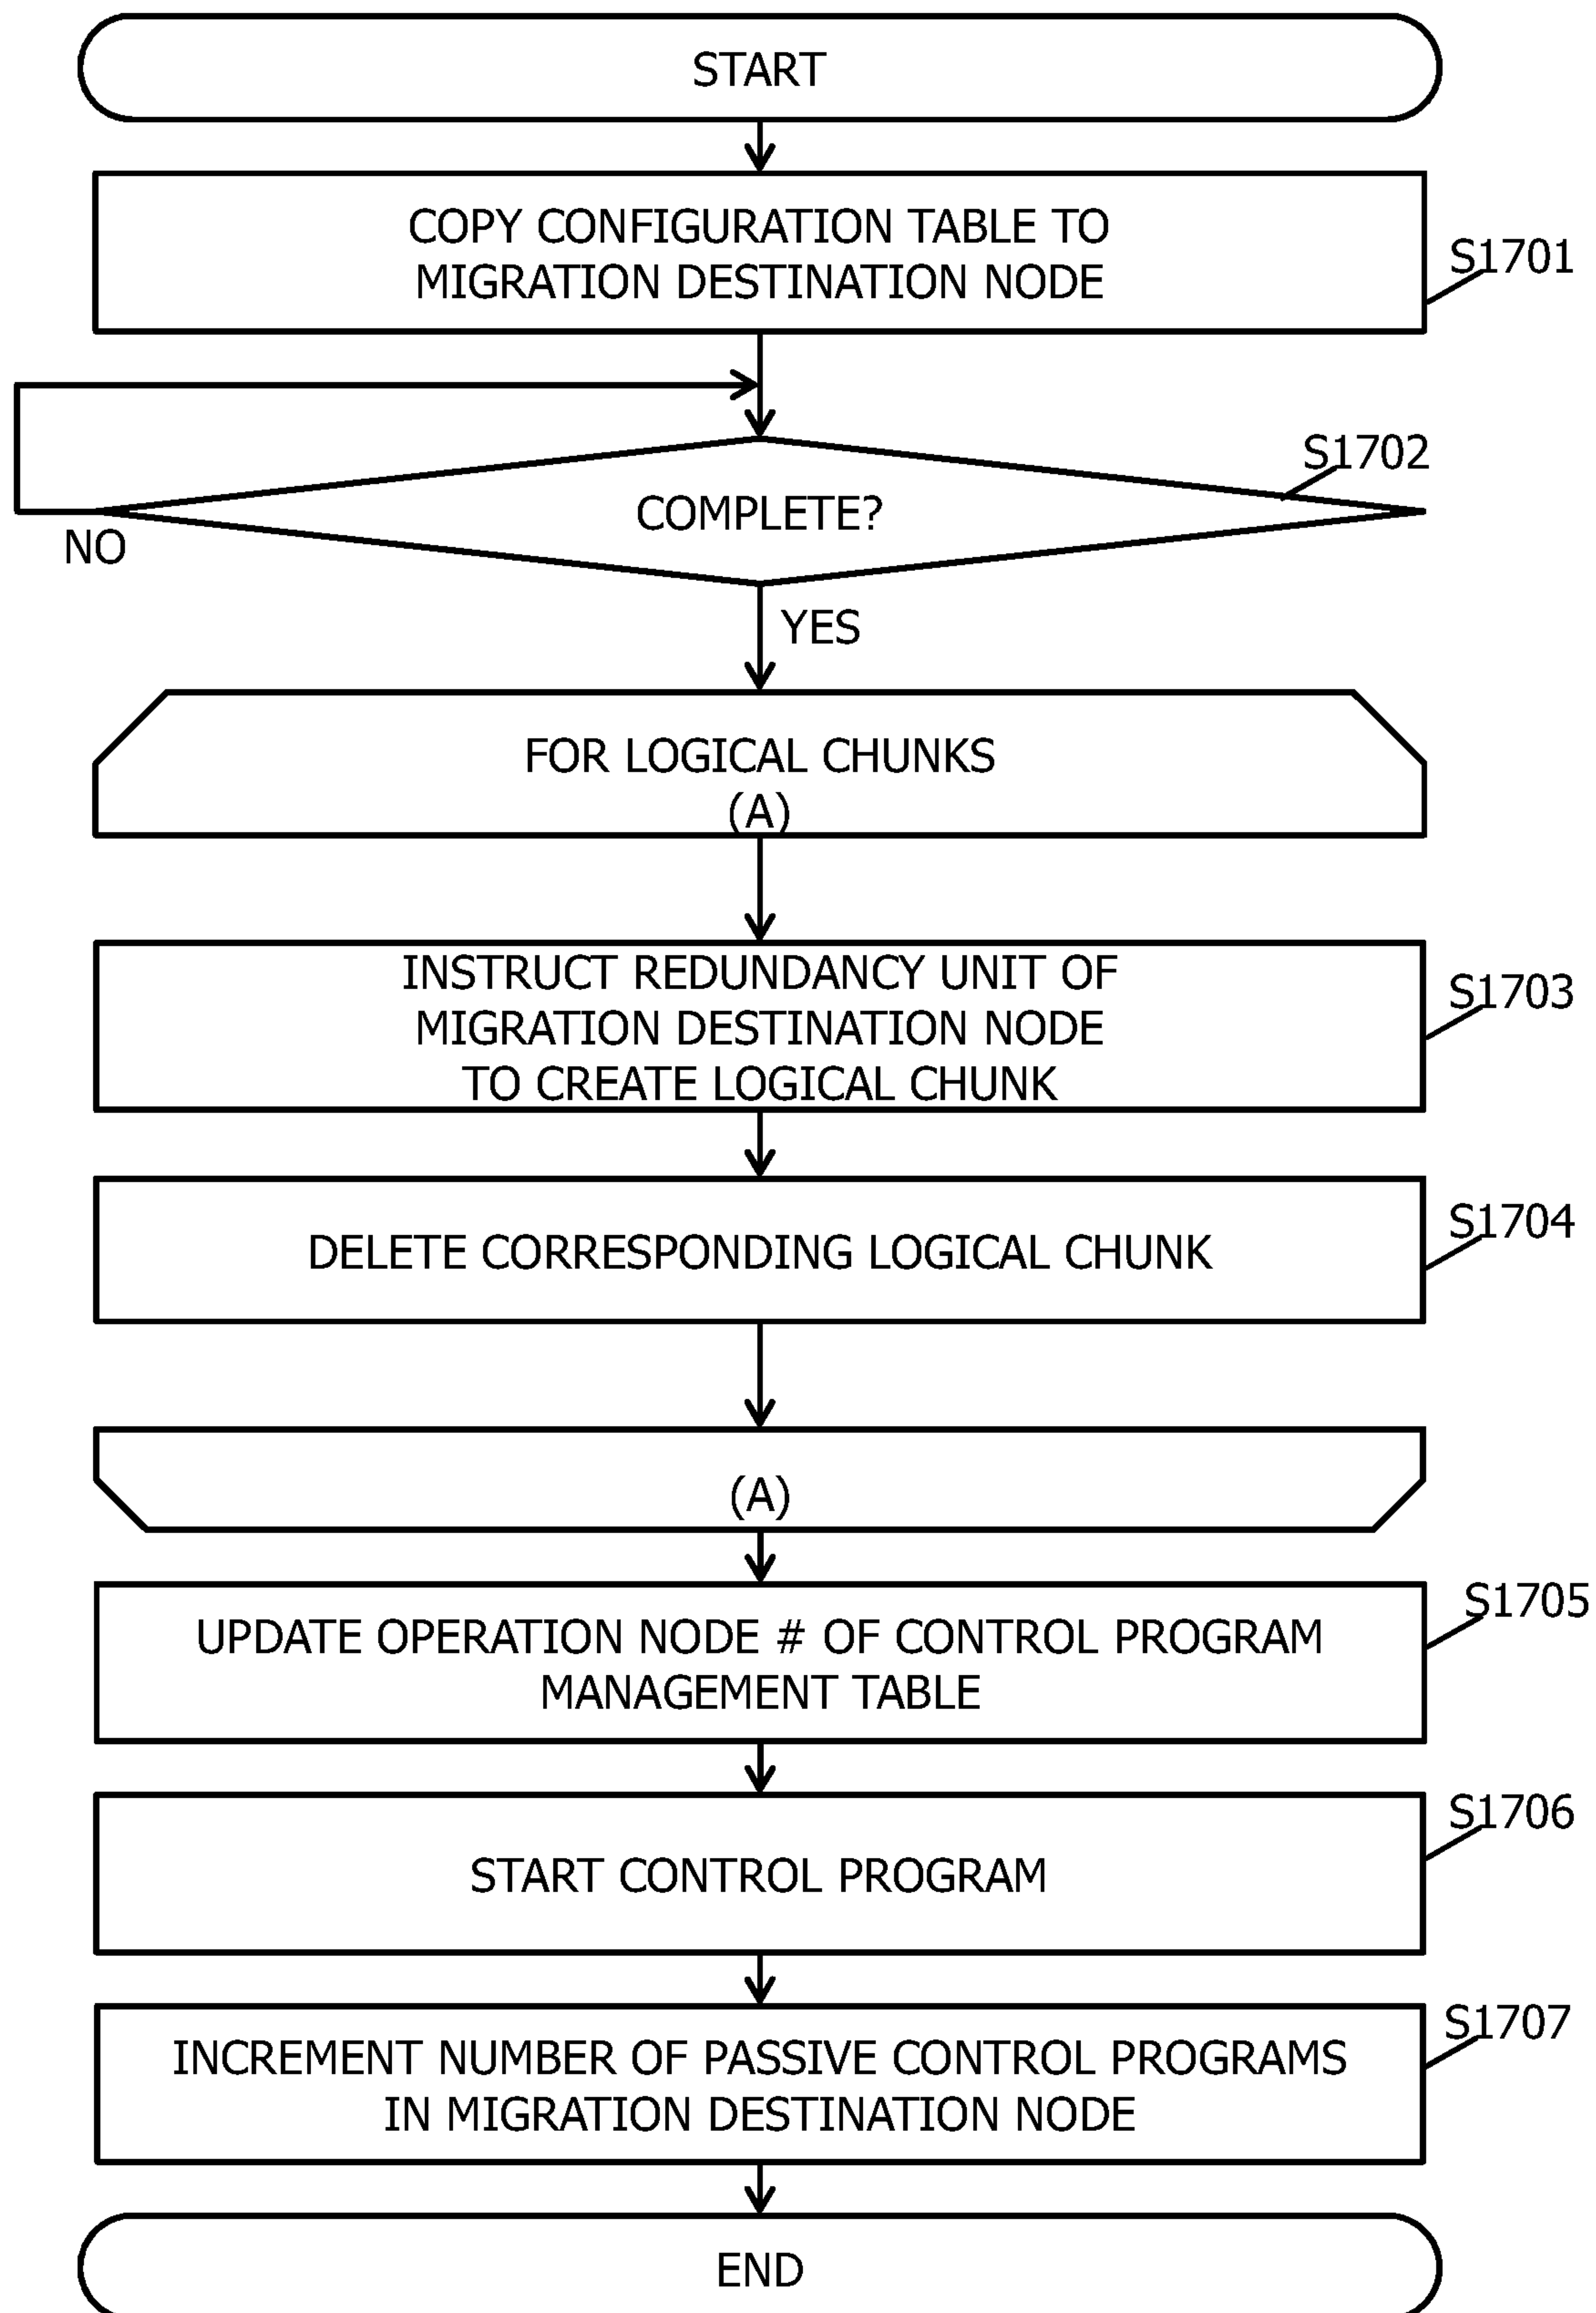 START
COPY CONFIGURATION TABLE TO
MIGRATION DESTINATION NODE
S1701
S1702
COMPLETE?
NO
YES
FOR LOGICAL CHUNKS
(A)
INSTRUCT REDUNDANCY UNIT OF
MIGRATION DESTINATION NODE
TO CREATE LOGICAL CHUNK
S1703
DELETE CORRESPONDING LOGICAL CHUNK
S1704
(A)
UPDATE OPERATION NODE # OF CONTROL PROGRAM
MANAGEMENT TABLE
S1705
START CONTROL PROGRAM
S1706
INCREMENT NUMBER OF PASSIVE CONTROL PROGRAMS
IN MIGRATION DESTINATION NODE
S1707
END